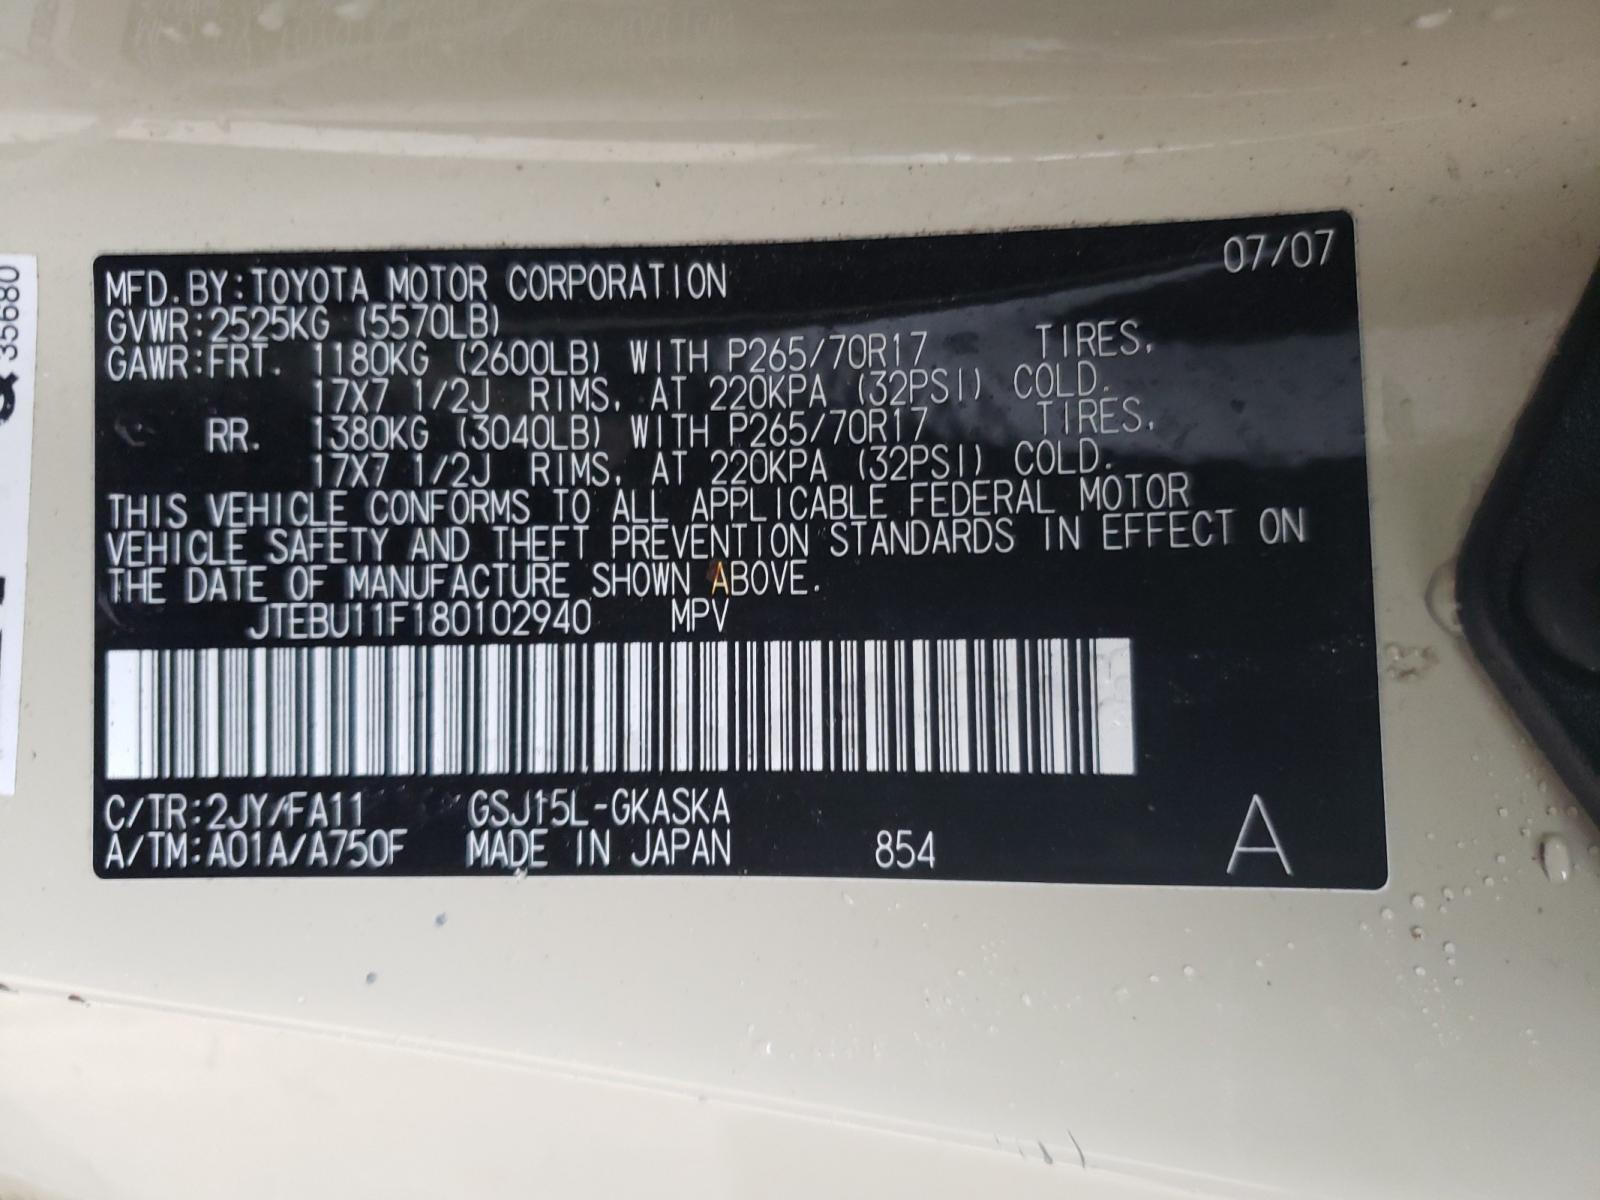 07/07
MFD.BY:TOYOTA MOTOR CORPORATION
GVWR:2525KG (5570LB)
GAWR:FRT. 1180KG (2600LB) WITH P265/70R17 TIRES,
17X7 1/2J RIMS, AT 220KPA (32PSI) COLD.
RR. 1380KG (3040LB) WITH P265/70R17 TIRES,
17X7 1/2J RIMS, AT 220KPA (32PSI) COLD.
THIS VEHICLE CONFORMS TO ALL APPLICABLE FEDERAL MOTOR
VEHICLE SAFETY AND THEFT PREVENTION STANDARDS IN EFFECT ON
THE DATE OF MANUFACTURE SHOWN ABOVE.
JTEBU11F180102940 MPV
C/TR:2JY/FA11 GSJ15L-GKASKA
A/TM:A01A/A750F MADE IN JAPAN 854 A
35680